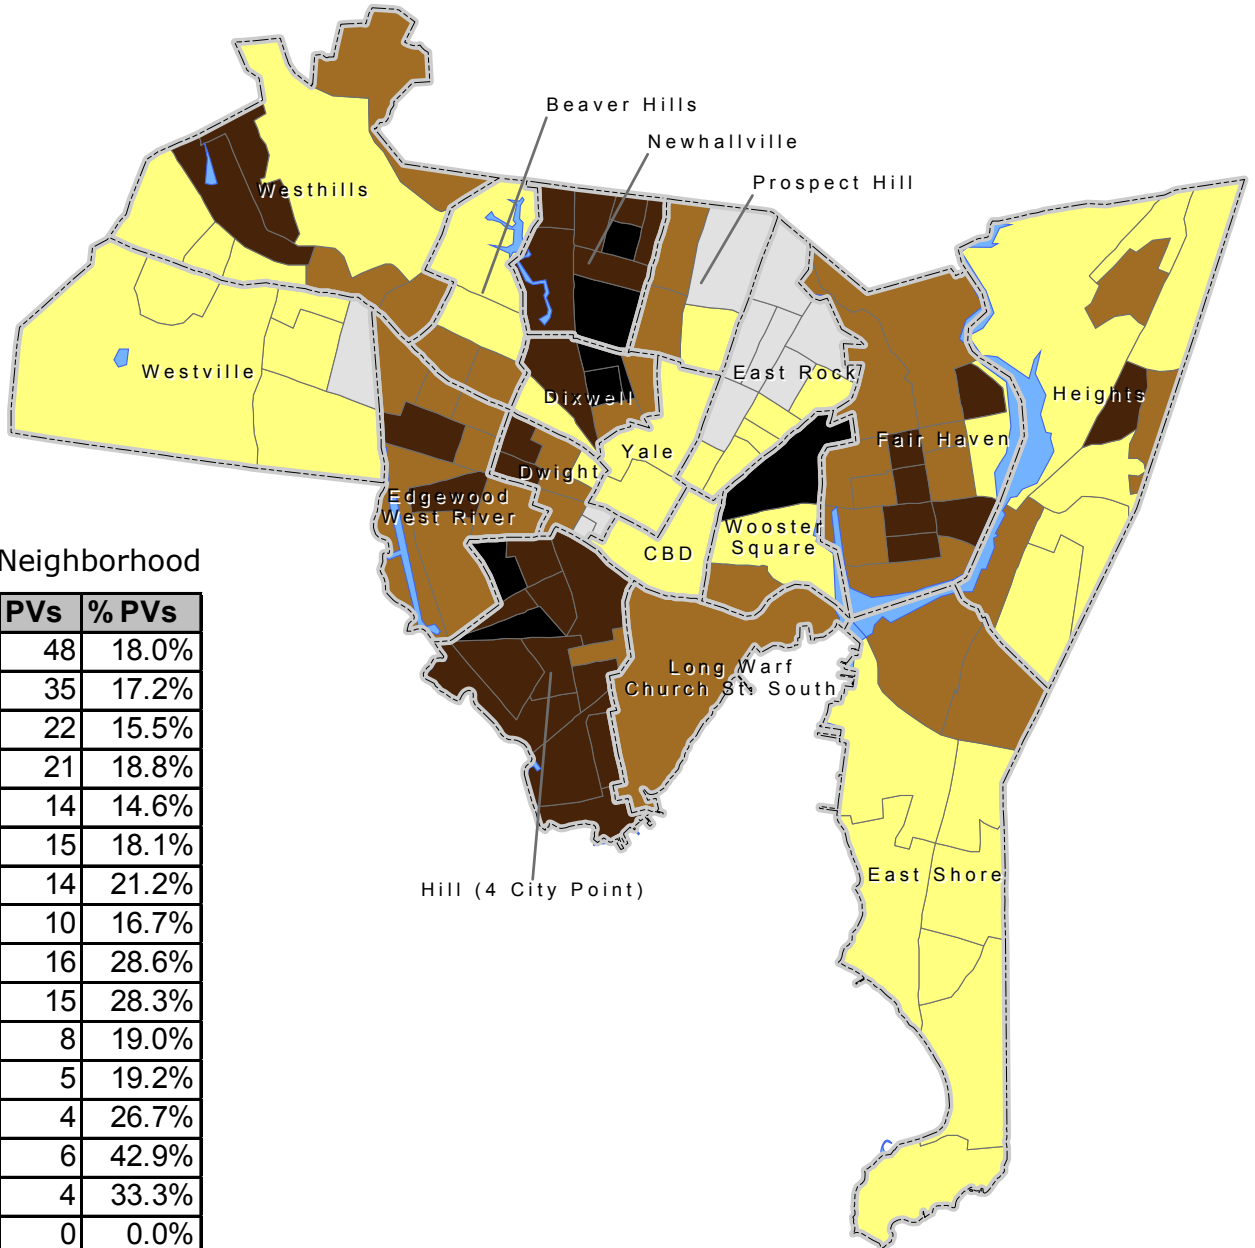 Beaver Hills
Newhallville
Prospect Hill
Westhills
Westville
East Rock
Heights
Dixwell
Fair Haven
Yale
Dwight
Edgewood
West River
Wooster
Square
CBD
Long Warf
Church St. South
East Shore
Hill (4 City Point)
Neighborhood
PVs % PVs
48 18.0%
35 17.2%
22 15.5%
21 18.8%
14 14.6%
15 18.1%
14 21.2%
10 16.7%
16 28.6%
15 28.3%
8 19.0%
5 19.2%
4 26.7%
6 42.9%
4 33.3%
0 0.0%